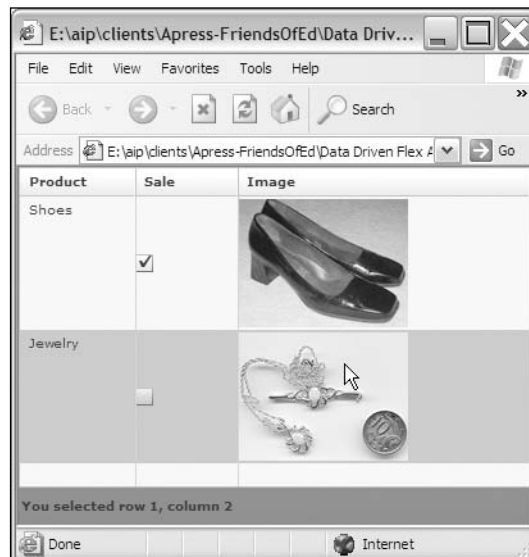 E:\aip\clients\Apress-FriendsOfEd\Data Driv...
File Edit View Favorites Tools Help
Back Search
Address E:\aip\clients\Apress-FriendsOfEd\Data Driven Flex A Go
Product Sale Image
Shoes
Jewelry
10
You selected row 1, column 2
Done Internet